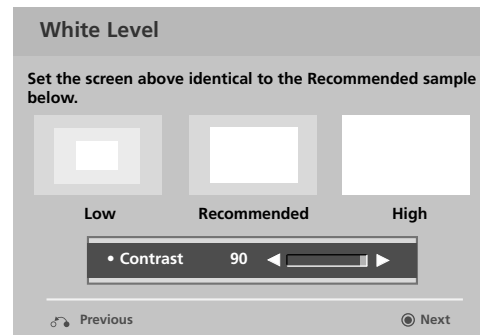 White Level
Set the screen above identical to the Recommended sample
below.
Low Recommended High
• Contrast 90
Previous Next